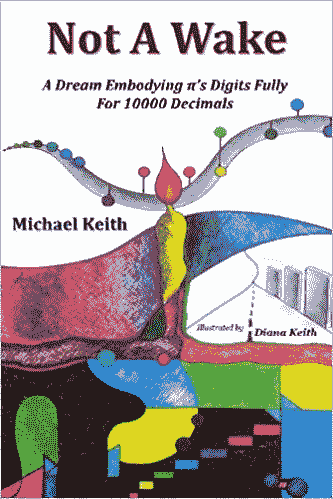 Not A Wake
A Dream Embodying π's Digits Fully
For 10000 Decimals
Michael Keith
Illustrated by
Diana Keith